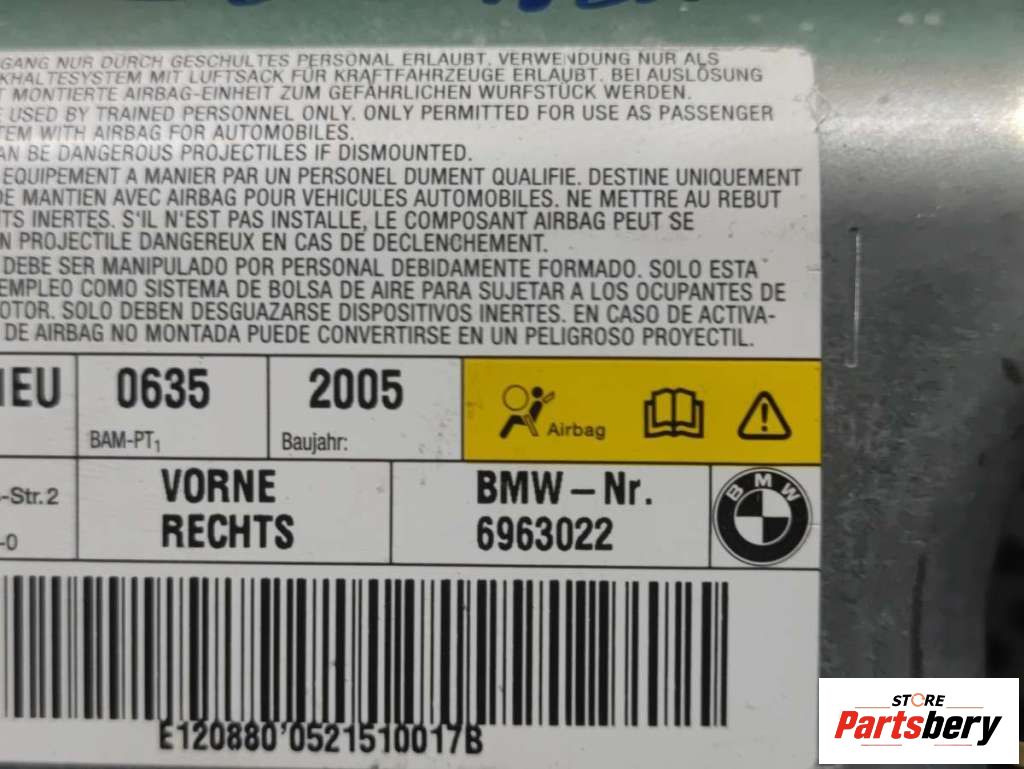 GANG NUR DURCH GESCHULTES PERSONAL ERLAUBT. VERWENDUNG NUR ALS
KHALTESYSTEM MIT LUFTSACK FÜR KRAFTFAHRZEUGE ERLAUBT. BEI AUSLÖSUNG
T MONTIERTE AIRBAG-EINHEIT ZUM GEFÄHRLICHEN WURFSTÜCK WERDEN.
E USED BY TRAINED PERSONNEL ONLY. ONLY PERMITTED FOR USE AS PASSENGER
TEM WITH AIRBAG FOR AUTOMOBILES.
AN BE DANGEROUS PROJECTILES IF DISMOUNTED.
EQUIPEMENT A MANIER PAR UN PERSONEL DUMENT QUALIFIE. DESTINE UNIQUEMENT
DE MANTIEN AVEC AIRBAG POUR VEHICULES AUTOMOBILES. NE METTRE AU REBUT
NTS INERTES. S'IL N'EST PAS INSTALLE, LE COMPOSANT AIRBAG PEUT SE
N PROJECTILE DANGEREUX EN CAS DE DECLENCHEMENT.
DEBE SER MANIPULADO POR PERSONAL DEBIDAMENTE FORMADO. SOLO ESTA
EMPLEO COMO SISTEMA DE BOLSA DE AIRE PARA SUJETAR A LOS OCUPANTES DE
OTOR. SOLO DEBEN DESGUAZARSE DISPOSITIVOS INERTES. EN CASO DE ACTIVA-
DE AIRBAG NO MONTADA PUEDE CONVERTIRSE EN UN PELIGROSO PROYECTIL.
IEU 0635 2005
Airbag
BAM-PT1 Baujahr:
-Str. 2
-0
VORNE
RECHTS
BMW – Nr.
6963022
BMW
E120880'0521510017B
STORE
Partsbery